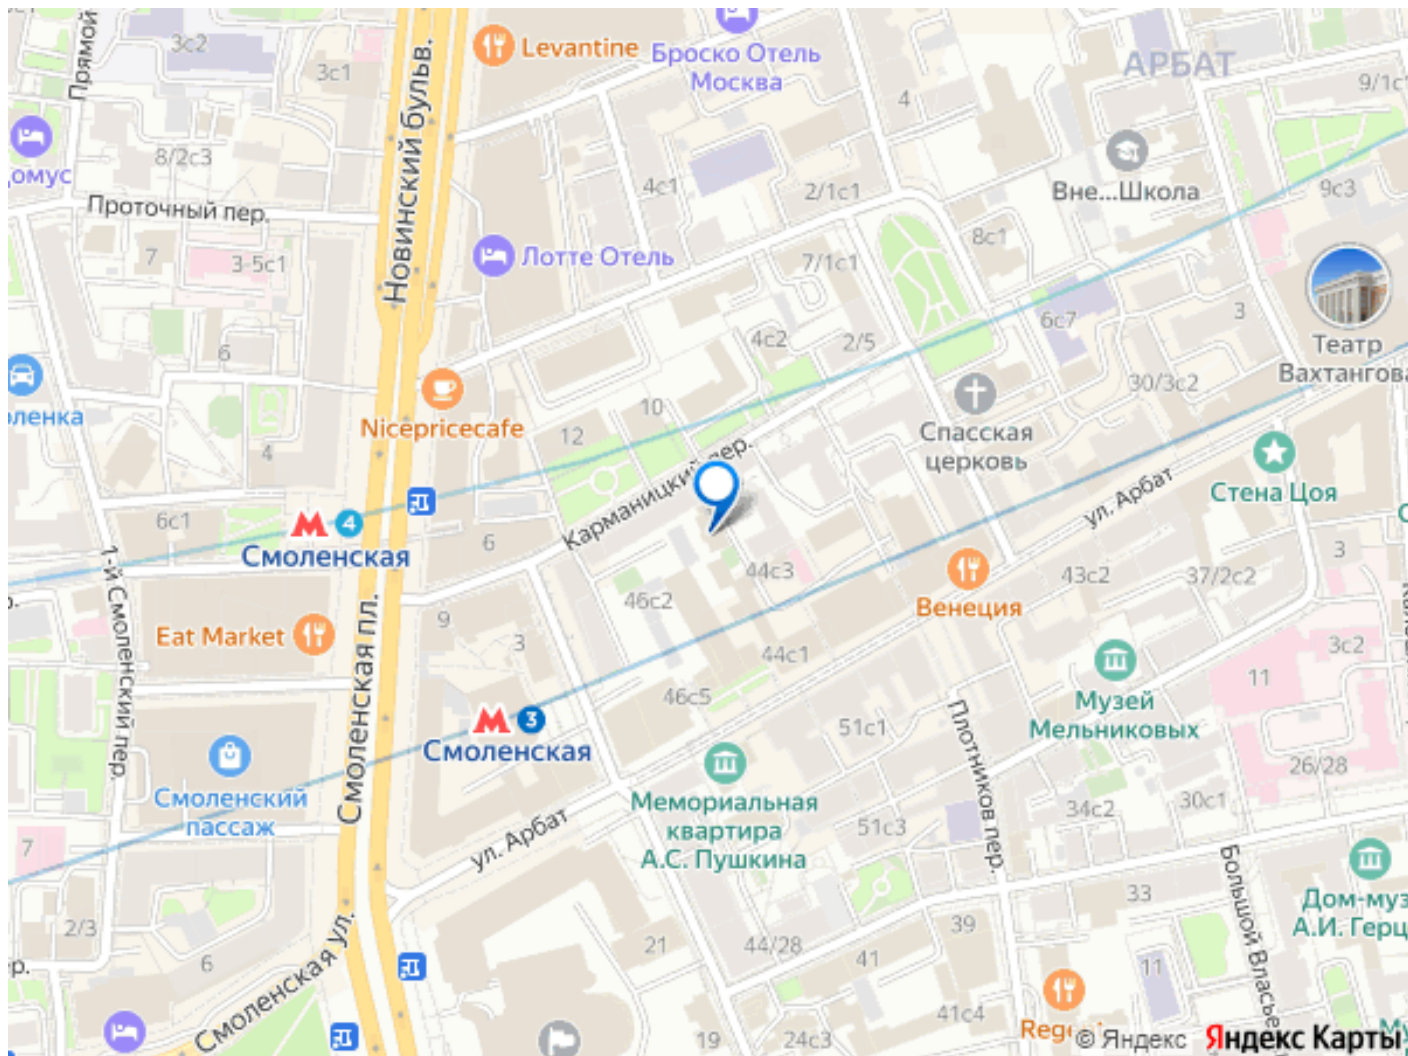 3с2
Прямой
3с1
Новинский бульв.
Levantine
Броско Отель
Москва
АРБАТ
4
9/1с1
8/2с3
омус
Вне...Школа
4с1
2/1с1
9с3
Проточный пер.
7
3-5с1
Лотте Отель
8с1
7/1с1
6с7
3
4с2
2/5
Театр
Вахтангова
6
30/3с2
оленка
Nicepricecafe
10
12
4
Спасская
церковь
Карманицкий пер.
Стена Цоя
ул. Арбат
6с1
М 4
Смоленская
6
1-й Смоленский пер.
44с3
43с2
37/2с2
3
46с2
Венеция
9
Eat Market
3
44с1
3с2
11
Смоленская пл.
46с5
Музей
Мельниковых
М 3
Смоленская
51с1
Плотников пер.
26/28
Смоленский
пассаж
Мемориальная
квартира
А.С. Пушкина
30с1
34с2
7
ул. Арбат
51с3
Большой Власье
33
Дом-муз
А.И. Герц
2/3
39
21
44/28
41
р.
6
11
Смоленская ул.
41с4
19
24с3
© Яндекс
Яндекс Карты